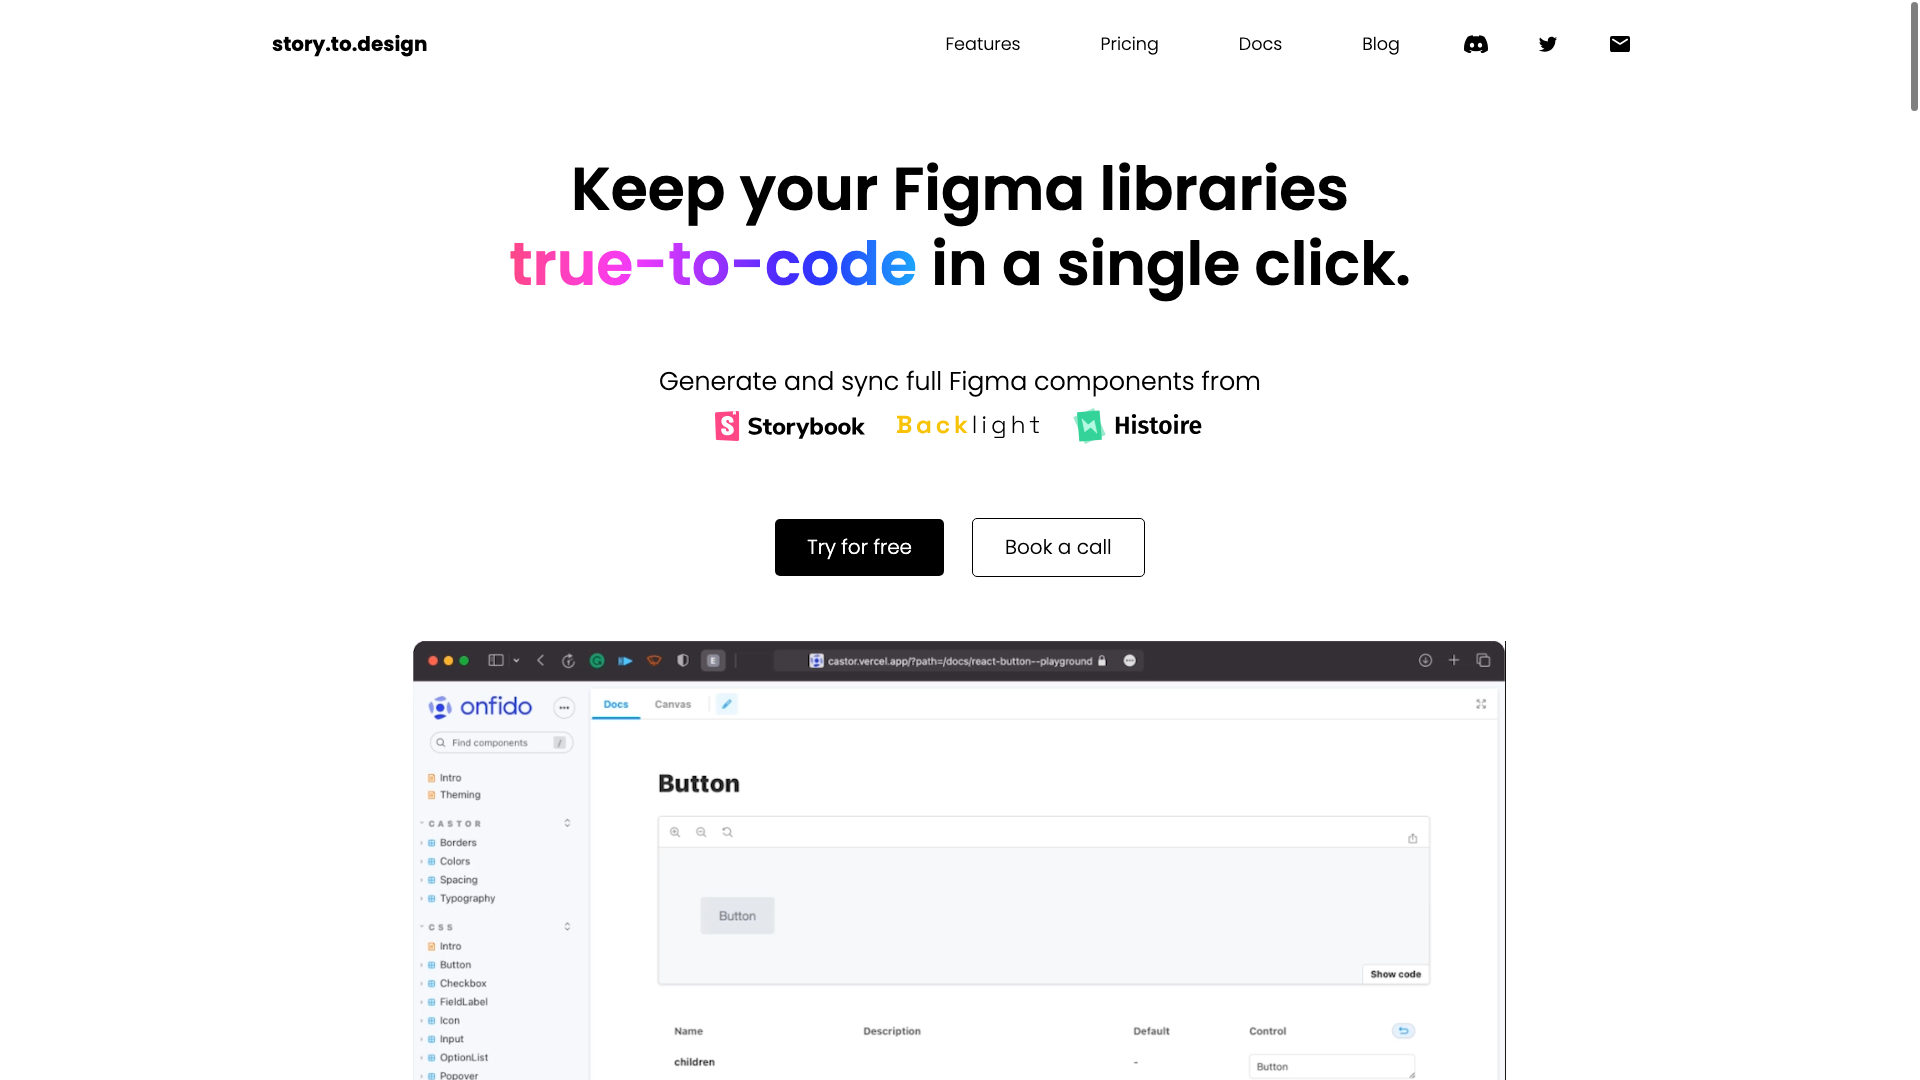 story.to.design
Features
Pricing
Docs
Blog
Keep your Figma libraries
true-to-code in a single click.
Generate and sync full Figma components from
Storybook
Backlight
Histoire
Try for free
Book a call
E
castor.vercel.app/?path=/docs/react-button--playground
onfido
Docs
Canvas
Find components
/
Intro
Theming
Button
CASTOR
Borders
Colors
Spacing
Typography
Button
CSS
Intro
Button
Show code
Checkbox
FieldLabel
Icon
Input
OptionList
Popover
Name
Description
Default
Control
children
-
Button